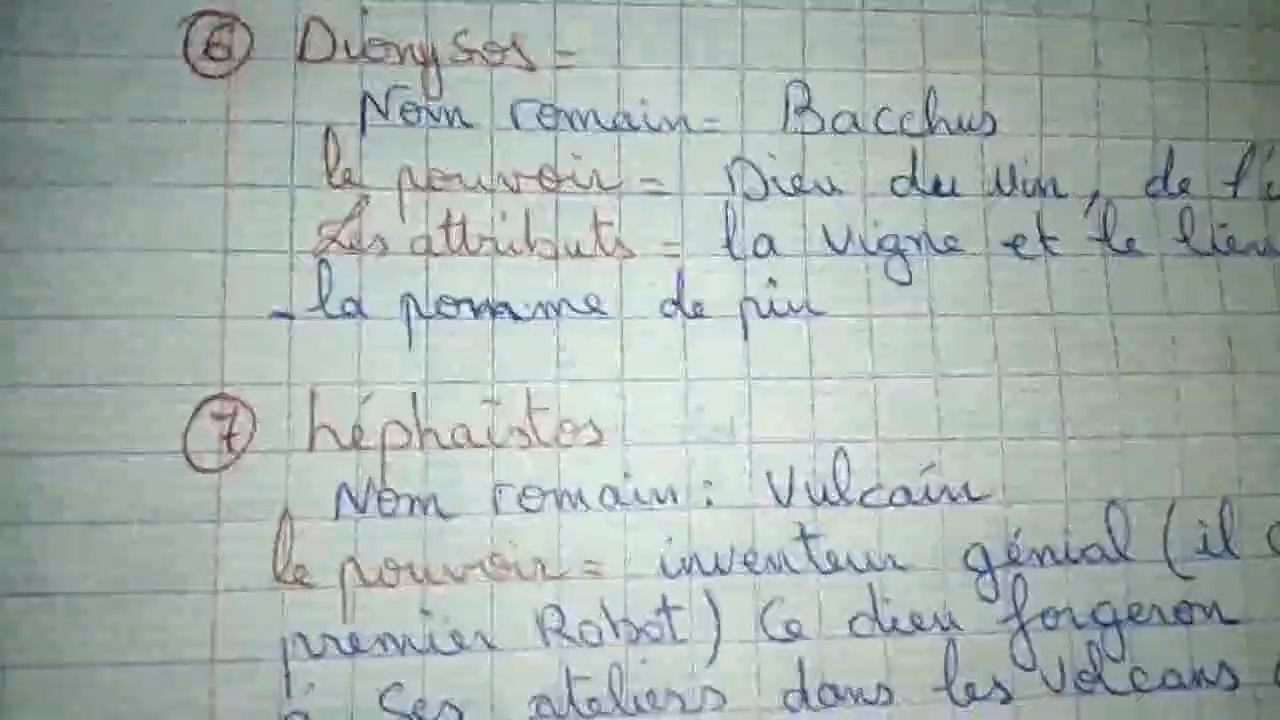 6 Dionysos =
Nom romain = Bacchus
le pouvoir = Dieu du vin, de l'
Les attributs = la vigne et le
- la pomme de pin
7 héphaïstos
Nom romain : Vulcain
le pouvoir = inventeur génial (il
premier Robot) Ce dieu forgeron
à ses ateliers dans les volcans